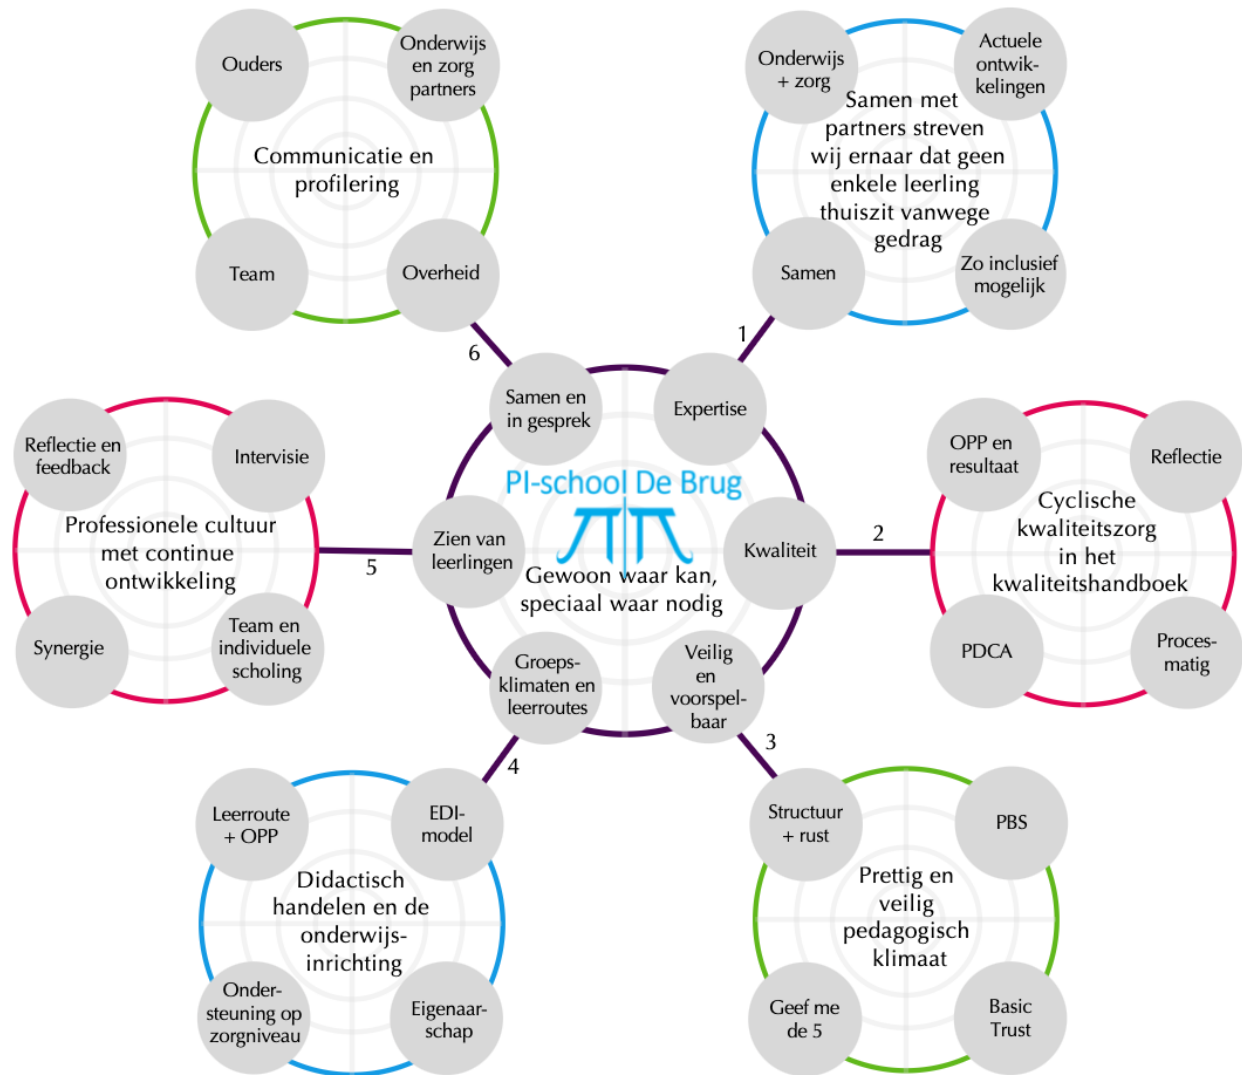 Ouders
Onderwijs
en zorg
partners
Communicatie en
profilering
Team
Overheid
Onderwijs
+ zorg
Actuele
ontwik-
kelingen
Samen met
partners streven
wij ernaar dat geen
enkele leerling
thuiszit vanwege
gedrag
Samen
Zo inclusief
mogelijk
6
1
Samen en
in gesprek
Expertise
Reflectie en
feedback
Intervisie
Professionele cultuur
met continue
ontwikkeling
Synergie
Team en
individuele
scholing
5
Zien van
leerlingen
PI-school De Brug
Gewoon waar kan,
speciaal waar nodig
Kwaliteit
2
OPP en
resultaat
Reflectie
Cyclische
kwaliteitszorg
in het
kwaliteitshandboek
PDCA
Proces-
matig
Groeps-
klimaten en
leerroutes
Veilig
en
voorspel-
baar
4
3
Leerroute
+ OPP
EDI-
model
Didactisch
handelen en de
onderwijs-
inrichting
Onder-
steuning op
zorgniveau
Eigenaar-
schap
Structuur
+ rust
PBS
Prettig en
veilig
pedagogisch
klimaat
Geef me
de 5
Basic
Trust